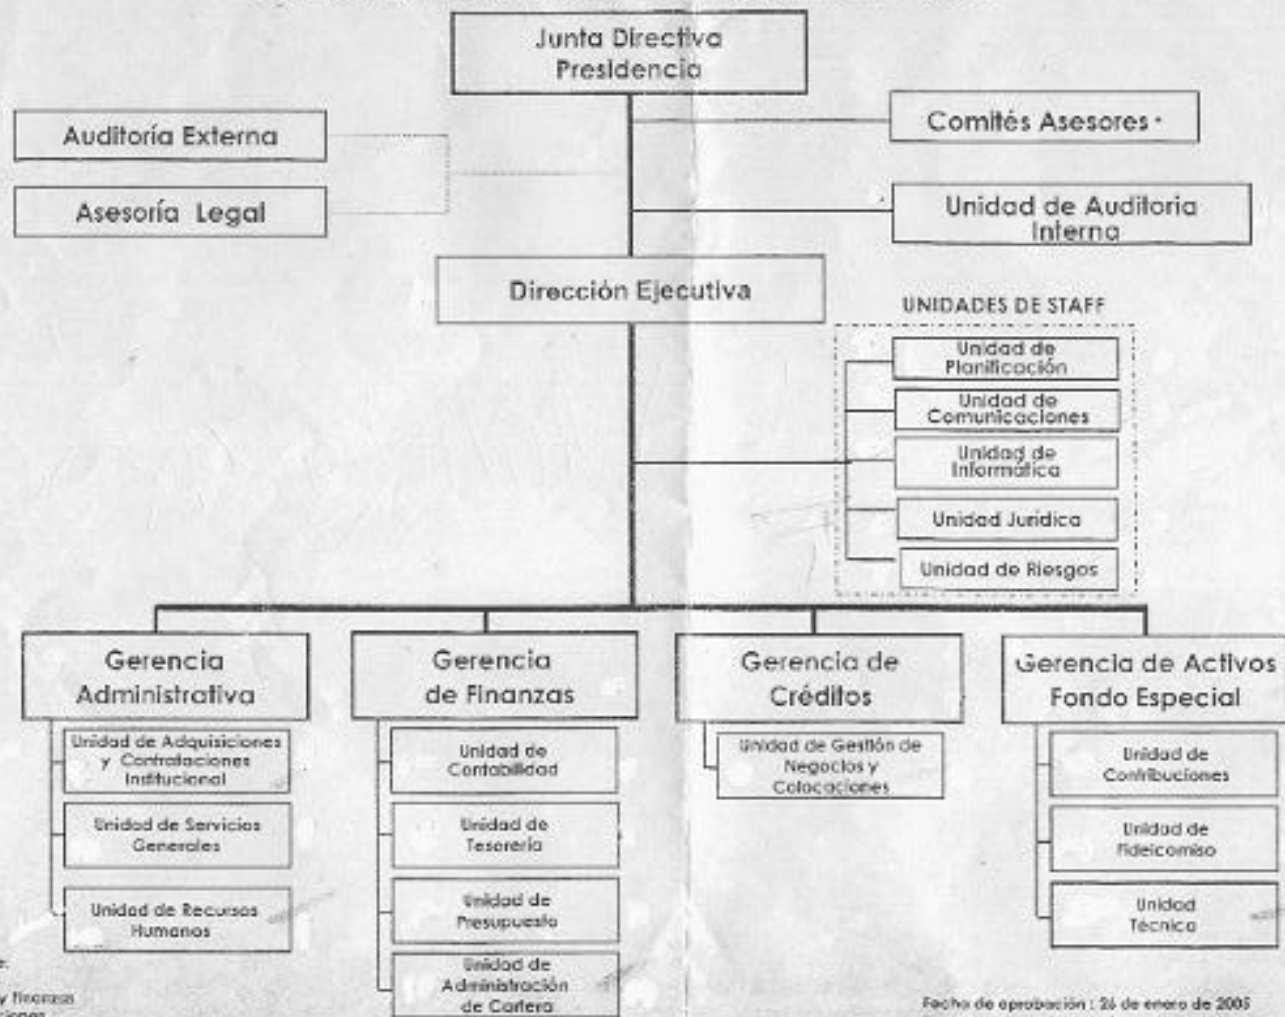 Junta Directiva
Presidencia
Auditoría Externa
Comités Asesores *
Asesoría Legal
Unidad de Auditoria
Interna
Dirección Ejecutiva
UNIDADES DE STAFF
Unidad de
Planificación
Unidad de
Comunicaciones
Unidad de
Informática
Unidad Jurídica
Unidad de Riesgos
Gerencia
Administrativa
Unidad de Adquisiciones
y Contrataciones
Institucional
Unidad de Servicios
Generales
Unidad de Recursos
Humanos
Gerencia
de Finanzas
Unidad de
Contabilidad
Unidad de
Tesorería
Unidad de
Presupuesto
Unidad de
Administración
de Cartera
Gerencia de
Créditos
Unidad de Gestión de
Negocios y
Colocaciones
Gerencia de Activos
Fondo Especial
Unidad de
Contribuciones
Unidad de
Fideicomiso
Unidad
Técnica
Fecha de aprobación : 26 de enero de 2005